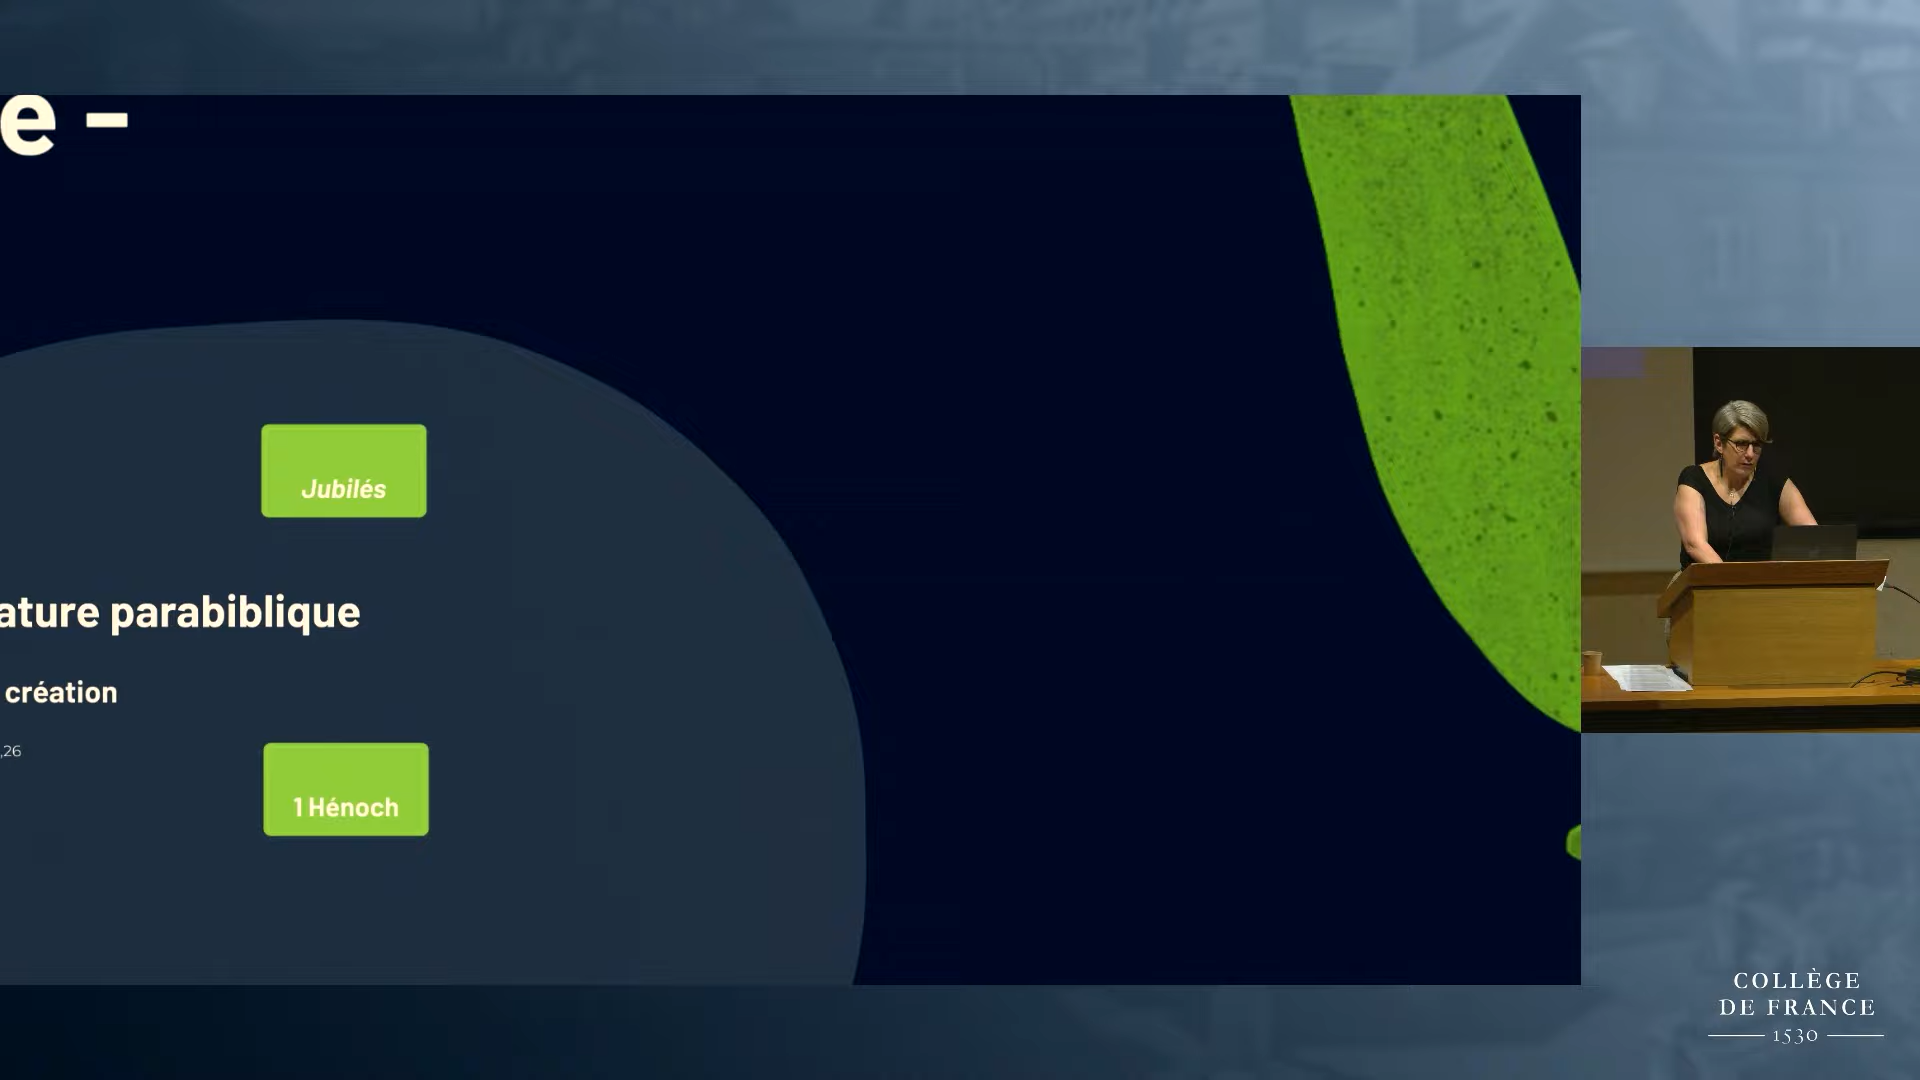 e –
Jubilés
ature parabiblique
création
,26
1 Hénoch
COLLÈGE
DE FRANCE
1530